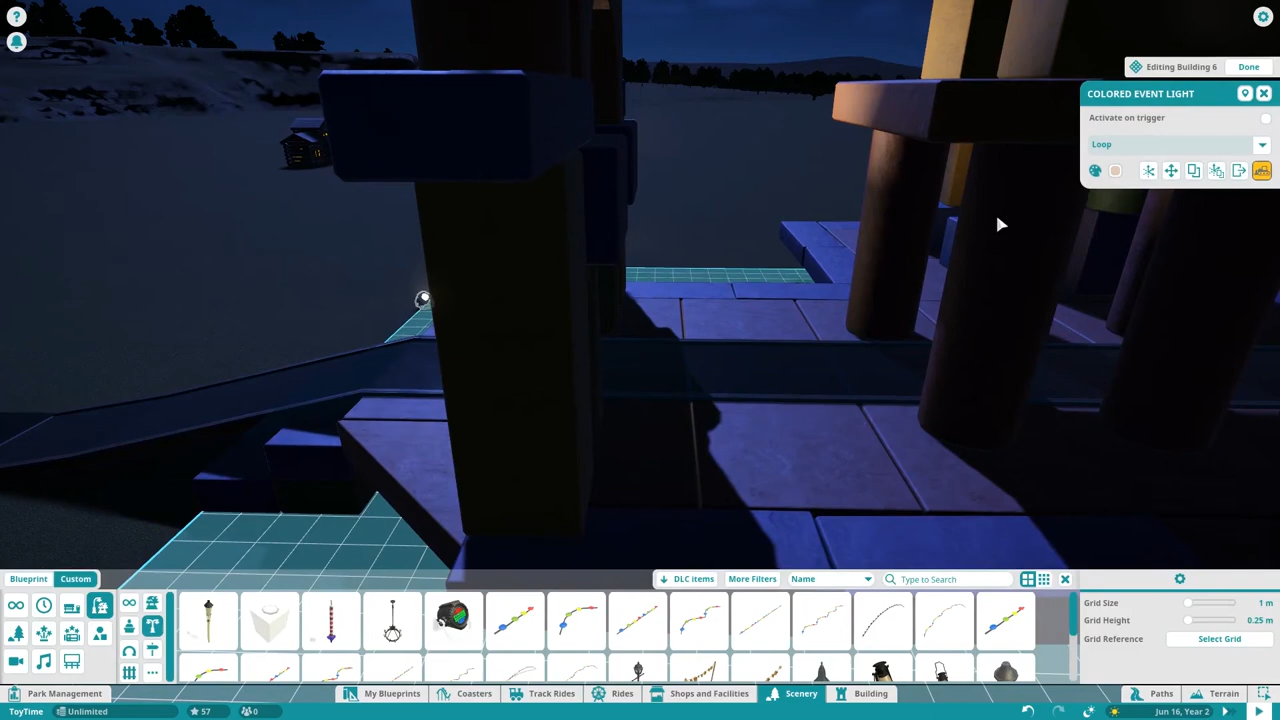 ?
Editing Building 6 Done
COLORED EVENT LIGHT
Activate on trigger
Loop
Blueprint Custom
DLC items More Filters Name Type to Search
Grid Size 1 m
Grid Height 0.25 m
Grid Reference Select Grid
Park Management My Blueprints Coasters Track Rides Rides Shops and Facilities Scenery Building Paths Terrain
ToyTime Unlimited 57 0 Jun 16, Year 2